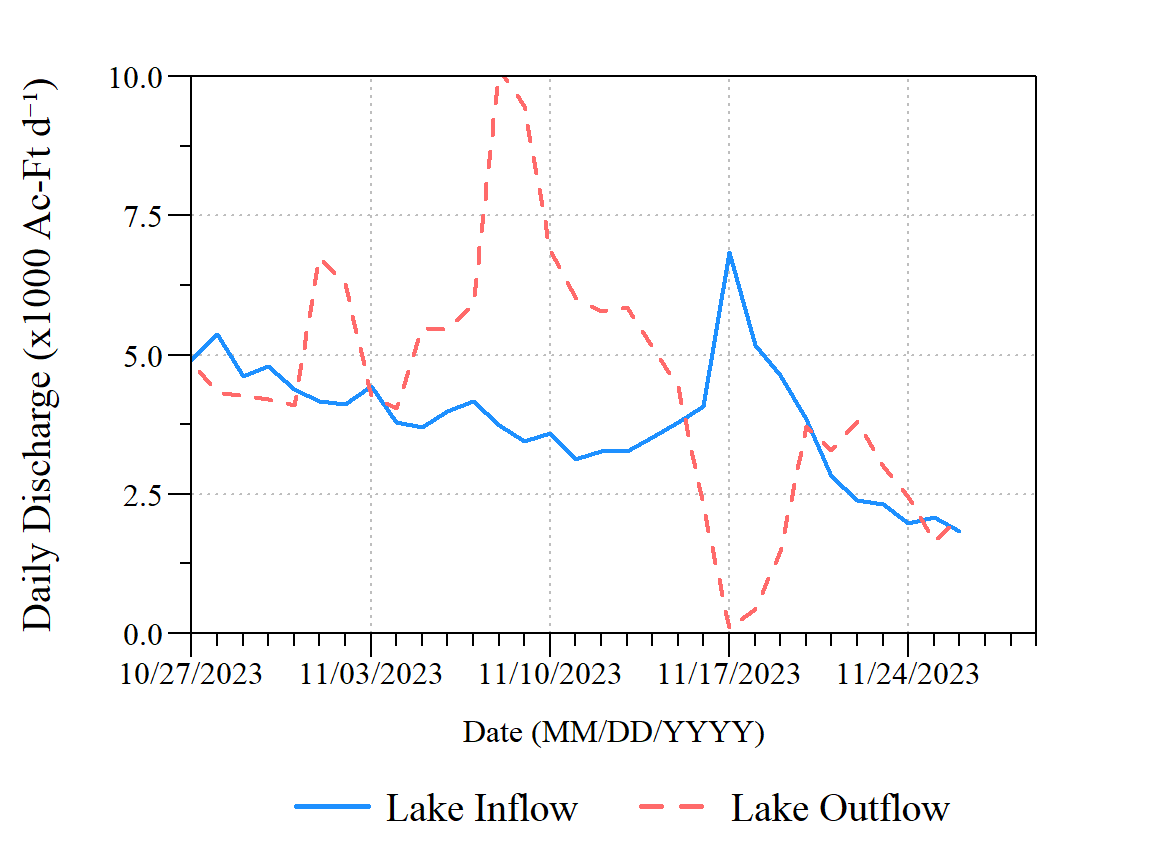 Daily Discharge (x1000 Ac-Ft d⁻¹)
10.0
7.5
5.0
2.5
0.0
10/27/2023 11/03/2023 11/10/2023 11/17/2023 11/24/2023
Date (MM/DD/YYYY)
Lake Inflow Lake Outflow